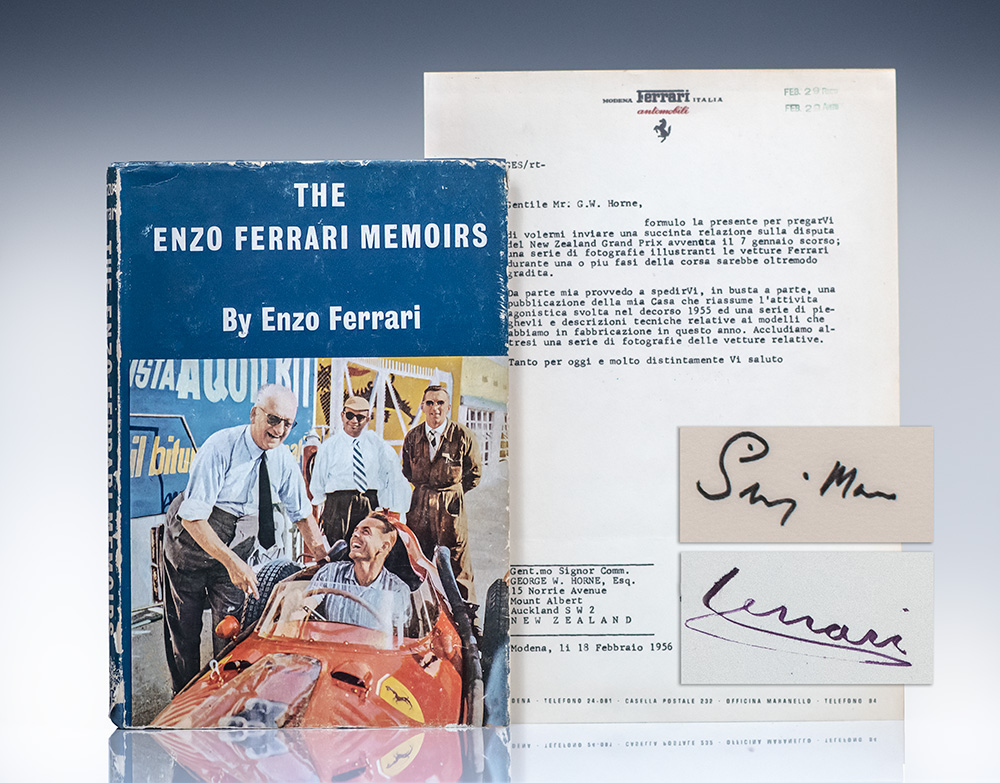 THE
ENZO FERRARI MEMOIRS
By Enzo Ferrari
ISTA AQUILA
il bitu
THE ENZO FERRARI MEMOIRS
MODENA Ferrari ITALIA
automobili
FEB. 29
FEB. 29
GES/rt-
Gentile Mr. G.W. Horne,
formulo la presente per pregarVi
di volermi inviare una succinta relazione sulla disputa
del New Zealand Grand Prix avvenuta il 7 gennaio scorso;
una serie di fotografie illustranti le vetture Ferrari
durante una o piu fasi della corsa sarebbe oltremodo
gradita.
Da parte mia provvedo a spedirVi, in busta a parte, una
pubblicazione della mia Casa che riassume l'attivita
agonistica svolta nel decorso 1955 ed una serie di pie-
ghevli e descrizioni tecniche relative ai modelli che
abbiamo in fabbricazione in questo anno. Accludiamo al-
tresi una serie di fotografie delle vetture relative.
Tanto per oggi e molto distintamente Vi saluto
Ferrari
Gent.mo Signor Comm.
GEORGE W. HORNE, Esq.
15 Norrie Avenue
Mount Albert
Auckland S W 2
N E W Z E A L A N D
Modena, li 18 Febbraio 1956
DENA - TELEFONO 24-081 - CASELLA POSTALE 232 - OFFICINA MARANELLO - TELEFONO 94